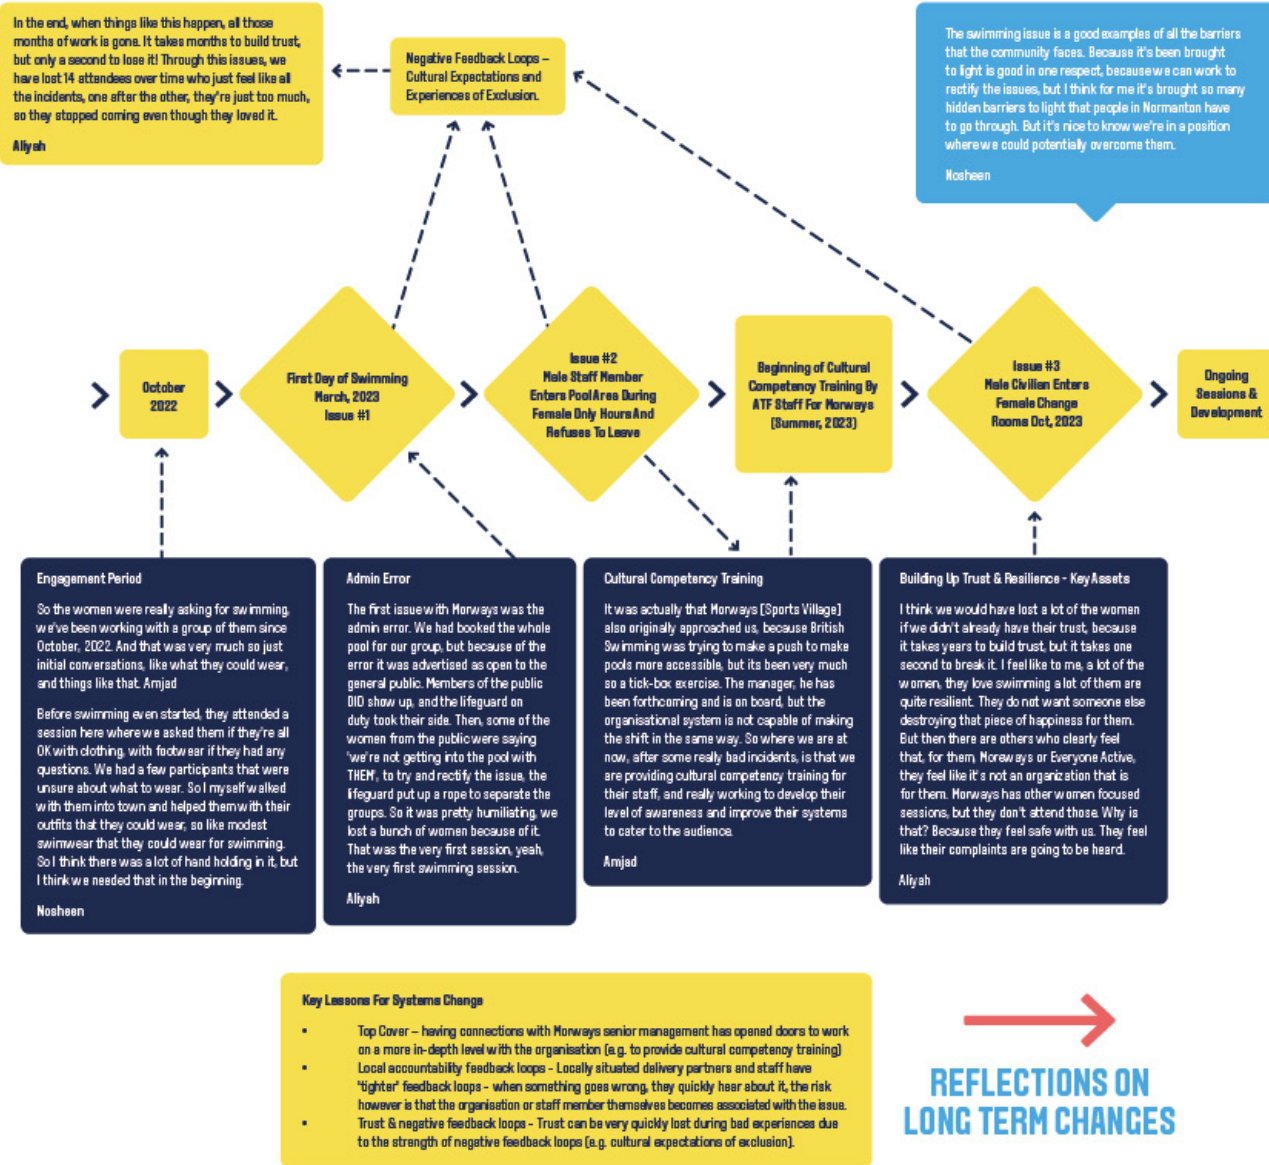 In the end, when things like this happen, all those
months of work is gone. It takes months to build trust,
but only a second to lose it! Through this issues, we
have lost 14 attendees over time who just feel like all
the incidents, one after the other, they're just too much,
so they stopped coming even though they loved it.
Aliyah
Negative Feedback Loops –
Cultural Expectations and
Experiences of Exclusion.
The swimming issue is a good examples of all the barriers
that the community faces. Because it's been brought
to light is good in one respect, because we can work to
rectify the issues, but I think for me it's brought so many
hidden barriers to light that people in Normanton have
to go through. But it's nice to know we're in a position
where we could potentially overcome them.
Nosheen
October
2022
First Day of Swimming
March, 2023
Issue #1
Issue #2
Male Staff Member
Enters Pool Area During
Female Only Hours And
Refuses To Leave
Beginning of Cultural
Competency Training By
ATF Staff For Morways
(Summer, 2023)
Issue #3
Male Civilian Enters
Female Change
Rooms Oct, 2023
Ongoing
Sessions &
Development
Engagement Period
So the women were really asking for swimming,
we've been working with a group of them since
October, 2022. And that was very much so just
initial conversations, like what they could wear,
and things like that. Amjad
Before swimming even started, they attended a
session here where we asked them if they're all
OK with clothing, with footwear if they had any
questions. We had a few participants that were
unsure about what to wear. So I myself walked
with them into town and helped them with their
outfits that they could wear, so like modest
swimwear that they could wear for swimming.
So I think there was a lot of hand holding in it, but
I think we needed that in the beginning.
Nosheen
Admin Error
The first issue with Morways was the
admin error. We had booked the whole
pool for our group, but because of the
error it was advertised as open to the
general public. Members of the public
DID show up, and the lifeguard on
duty took their side. Then, some of the
women from the public were saying
'we're not getting into the pool with
THEM', to try and rectify the issue, the
lifeguard put up a rope to separate the
groups. So it was pretty humiliating, we
lost a bunch of women because of it.
That was the very first session, yeah,
the very first swimming session.
Aliyah
Cultural Competency Training
It was actually that Morways [Sports Village]
also originally approached us, because British
Swimming was trying to make a push to make
pools more accessible, but its been very much
so a tick-box exercise. The manager, he has
been forthcoming and is on board, but the
organisational system is not capable of making
the shift in the same way. So where we are at
now, after some really bad incidents, is that we
are providing cultural competency training for
their staff, and really working to develop their
level of awareness and improve their systems
to cater to the audience.
Amjad
Building Up Trust & Resilience - Key Assets
I think we would have lost a lot of the women
if we didn't already have their trust, because
it takes years to build trust, but it takes one
second to break it. I feel like to me, a lot of the
women, they love swimming a lot of them are
quite resilient. They do not want someone else
destroying that piece of happiness for them.
But then there are others who clearly feel
that, for them, Moreways or Everyone Active,
they feel like it's not an organization that is
for them. Morways has other women focused
sessions, but they don't attend those. Why is
that? Because they feel safe with us. They feel
like their complaints are going to be heard.
Aliyah
Key Lessons For Systems Change
• Top Cover – having connections with Morways senior management has opened doors to work
on a more in-depth level with the organisation (e.g. to provide cultural competency training)
• Local accountability feedback loops - Locally situated delivery partners and staff have
'tighter' feedback loops - when something goes wrong, they quickly hear about it, the risk
however is that the organisation or staff member themselves becomes associated with the issue.
• Trust & negative feedback loops - Trust can be very quickly lost during bad experiences due
to the strength of negative feedback loops (e.g. cultural expectations of exclusion).
REFLECTIONS ON
LONG TERM CHANGES